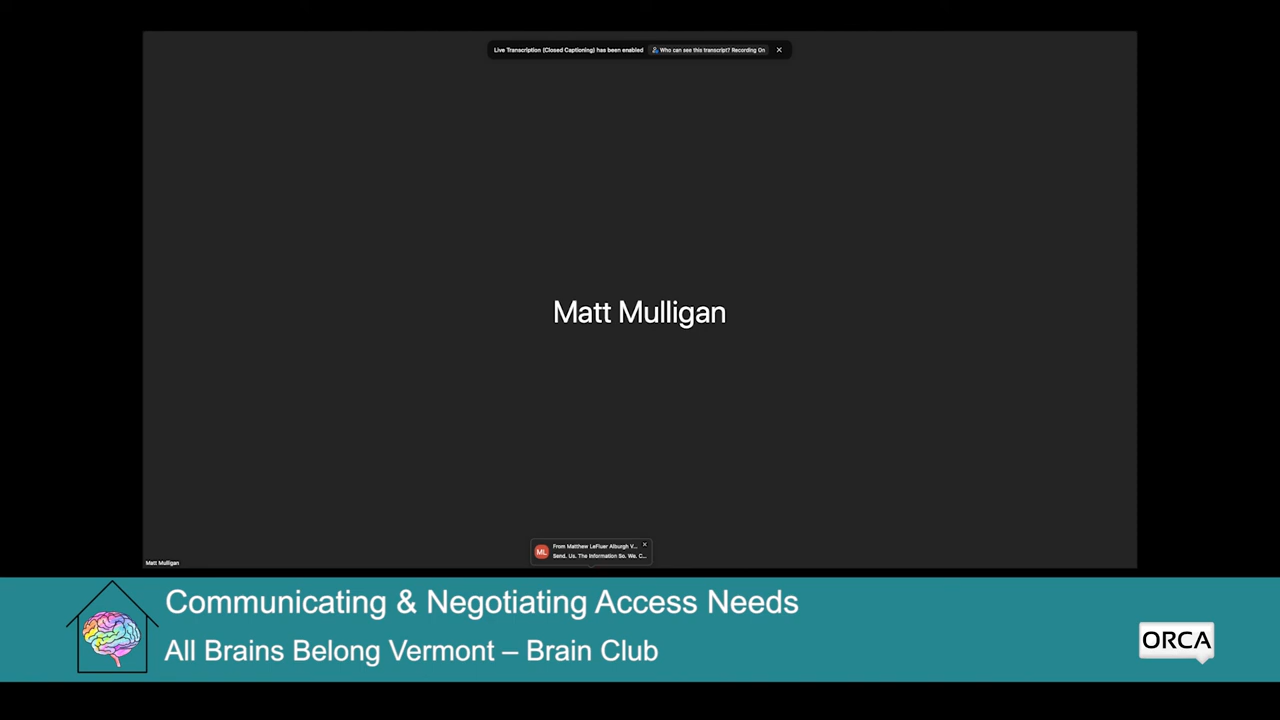 Live Transcription (Closed Captioning) has been enabled Who can see this transcript? Recording On
Matt Mulligan
From Matthew LeFluer Alburgh V...
Send. Us. The Information So. We. C...
ML
Matt Mulligan
Communicating & Negotiating Access Needs
All Brains Belong Vermont – Brain Club
ORCA